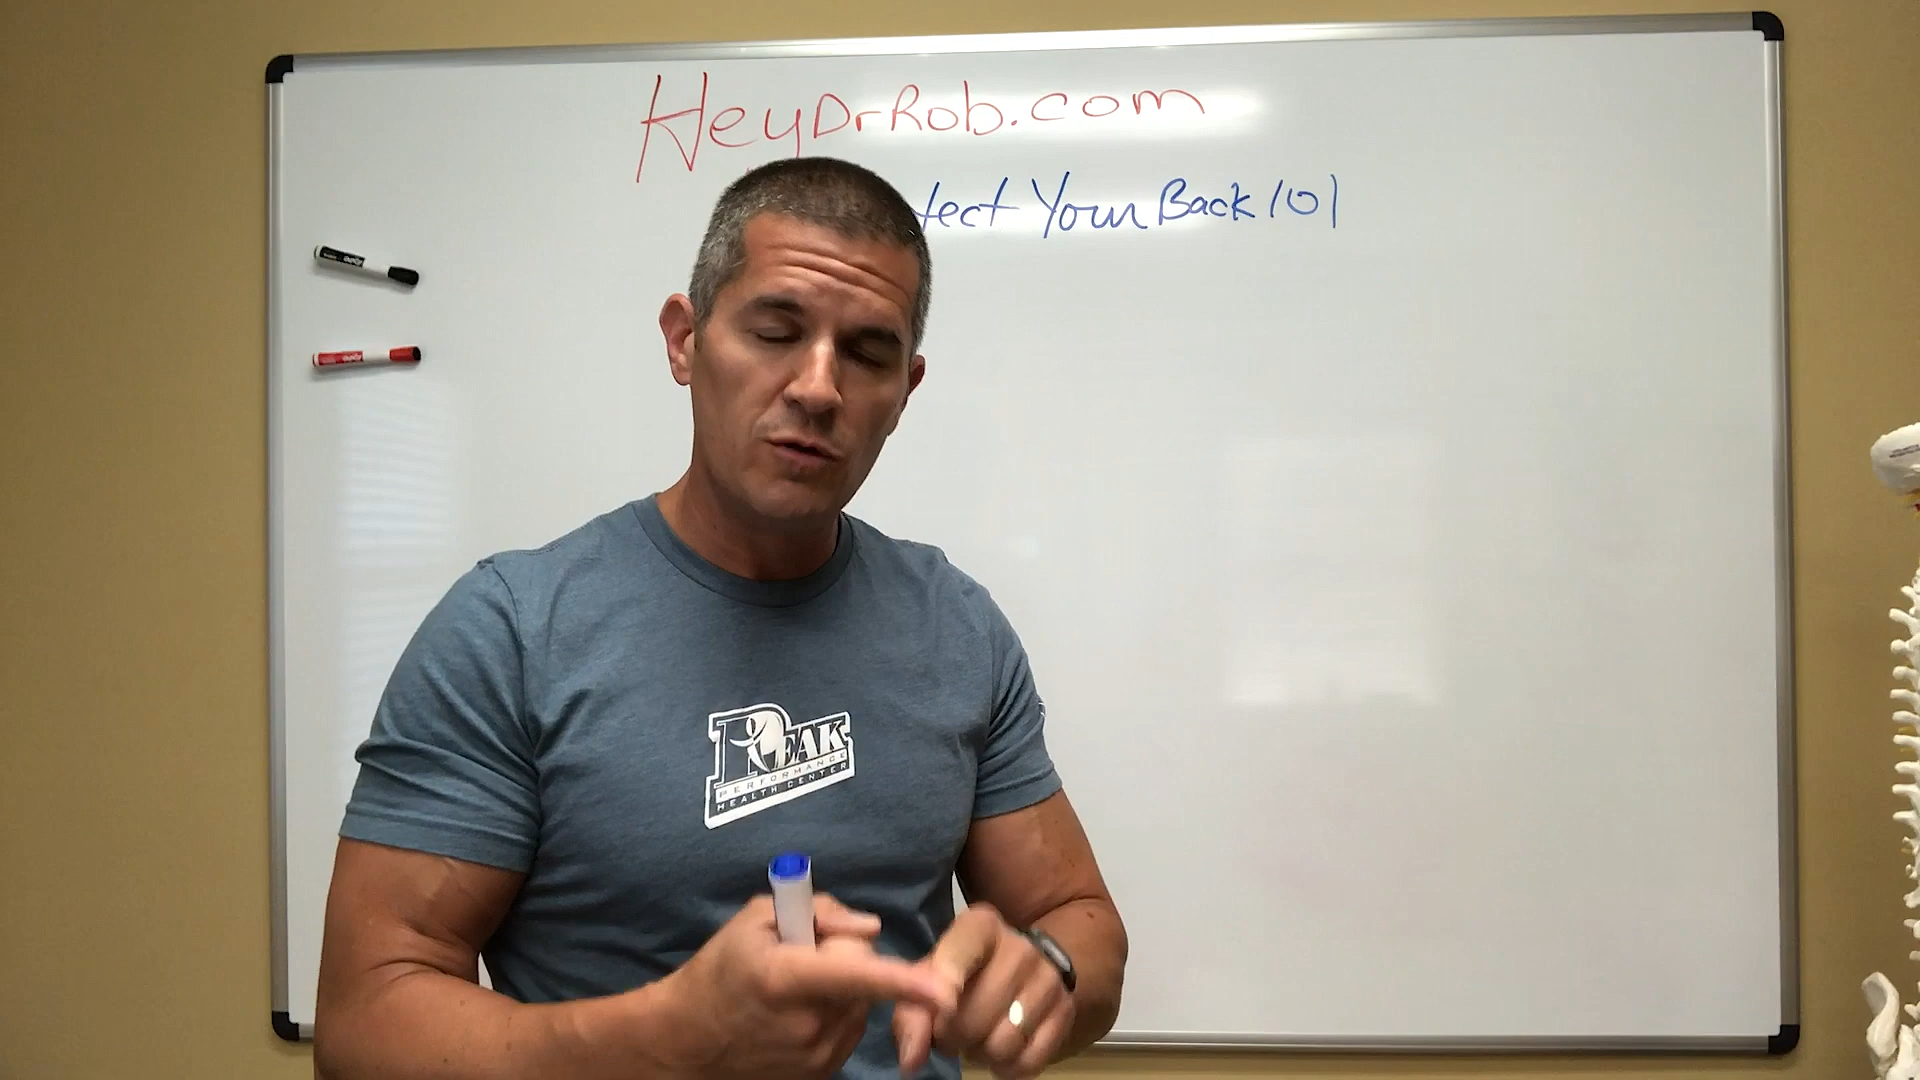 HeyDrRob.com
tect Your Back 101
PEAK
PERFORMANCE
HEALTH CENTER